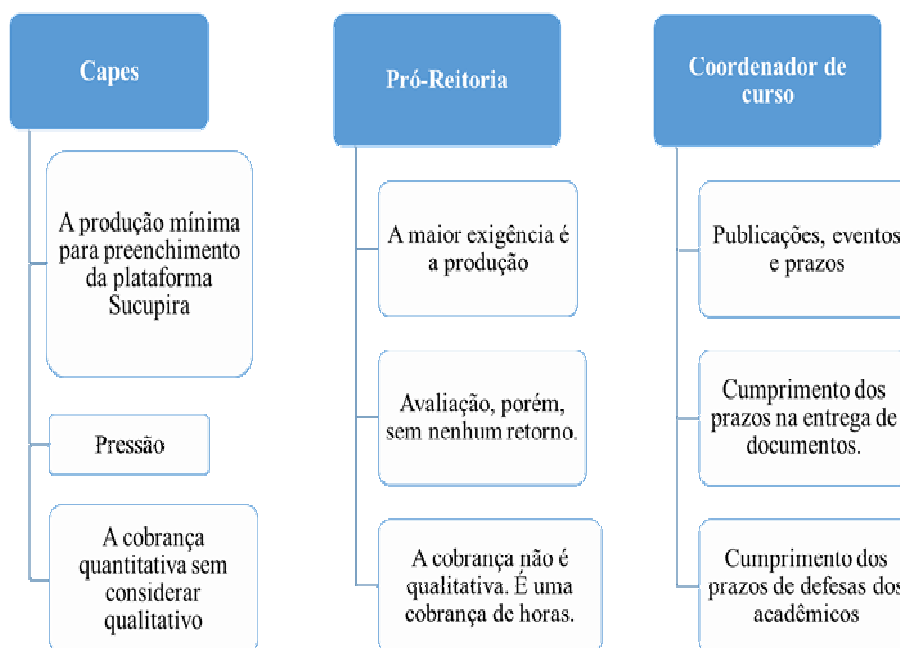 Capes
A produção mínima
para preenchimento
da plataforma
Sucupira
Pressão
A cobrança
quantitativa sem
considerar
qualitativo
Pró-Reitoria
A maior exigência é
a produção
Avaliação, porém,
sem nenhum retorno.
A cobrança não é
qualitativa. É uma
cobrança de horas.
Coordenador de
curso
Publicações, eventos
e prazos
Cumprimento dos
prazos na entrega de
documentos.
Cumprimento dos
prazos de defesas dos
acadêmicos